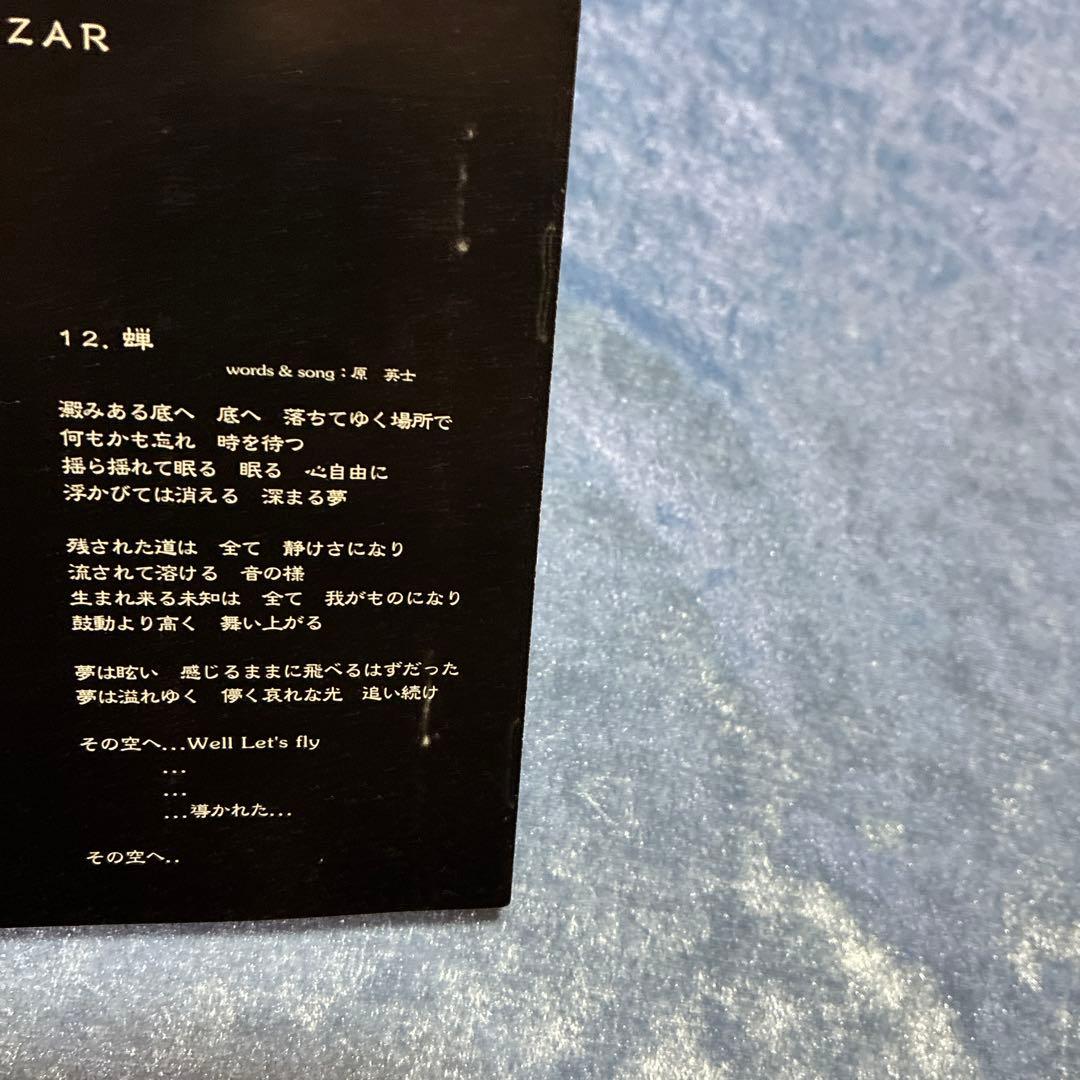 ZAR
12. 蝉
words & song：原　英士
澱みある底へ　底へ　落ちてゆく場所で
何もかも忘れ　時を待つ
揺ら揺れて眠る　眠る　心自由に
浮かびては消える　深まる夢
残された道は　全て　静けさになり
流されて溶ける　音の様
生まれ来る未知は　全て　我がものになり
鼓動より高く　舞い上がる
夢は眩い　感じるままに飛べるはずだった
夢は溢れゆく　儚く哀れな光　追い続け
その空へ...Well Let's fly
...
...
...導かれた...
その空へ..